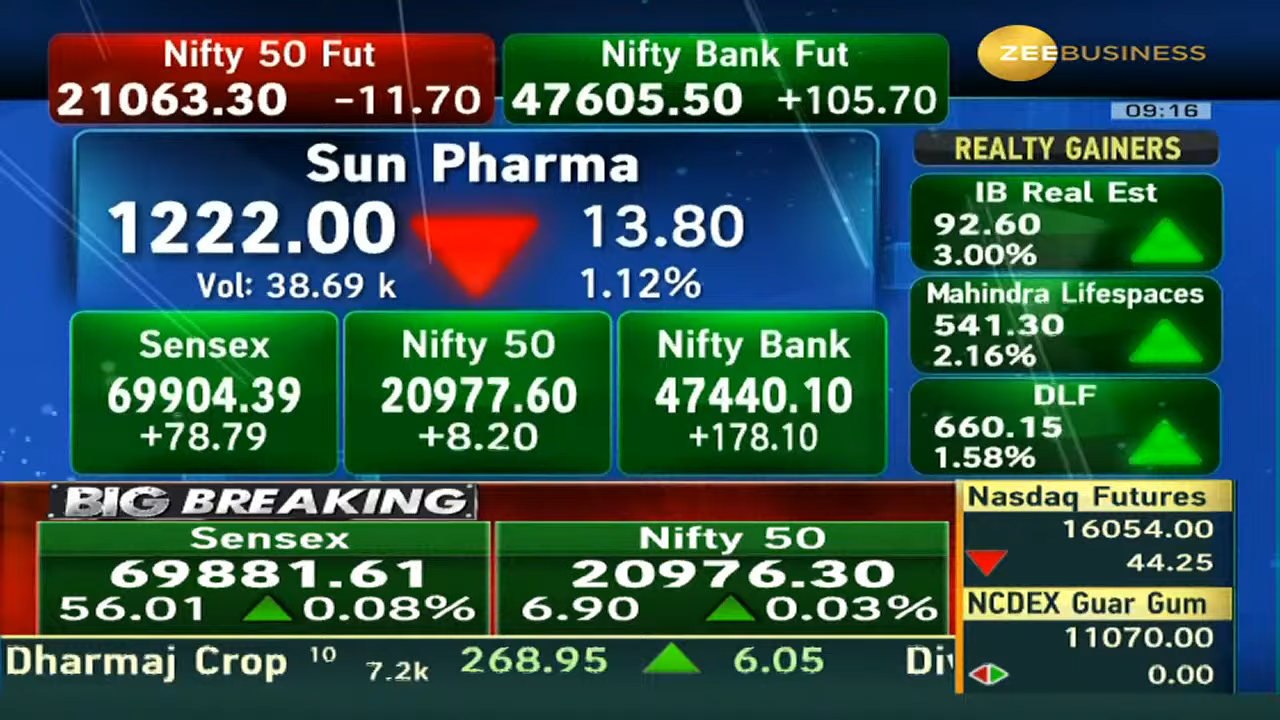 Nifty 50 Fut
21063.30 -11.70
Nifty Bank Fut
47605.50 +105.70
ZEEBUSINESS
09:16
Sun Pharma
1222.00 13.80
Vol: 38.69 k 1.12%
REALTY GAINERS
IB Real Est
92.60
3.00%
Mahindra Lifespaces
541.30
2.16%
DLF
660.15
1.58%
Sensex
69904.39
+78.79
Nifty 50
20977.60
+8.20
Nifty Bank
47440.10
+178.10
BIG BREAKING
Sensex
69881.61
56.01 0.08%
Nifty 50
20976.30
6.90 0.03%
Nasdaq Futures
16054.00
44.25
NCDEX Guar Gum
11070.00
0.00
Dharmaj Crop 10 7.2k 268.95 6.05